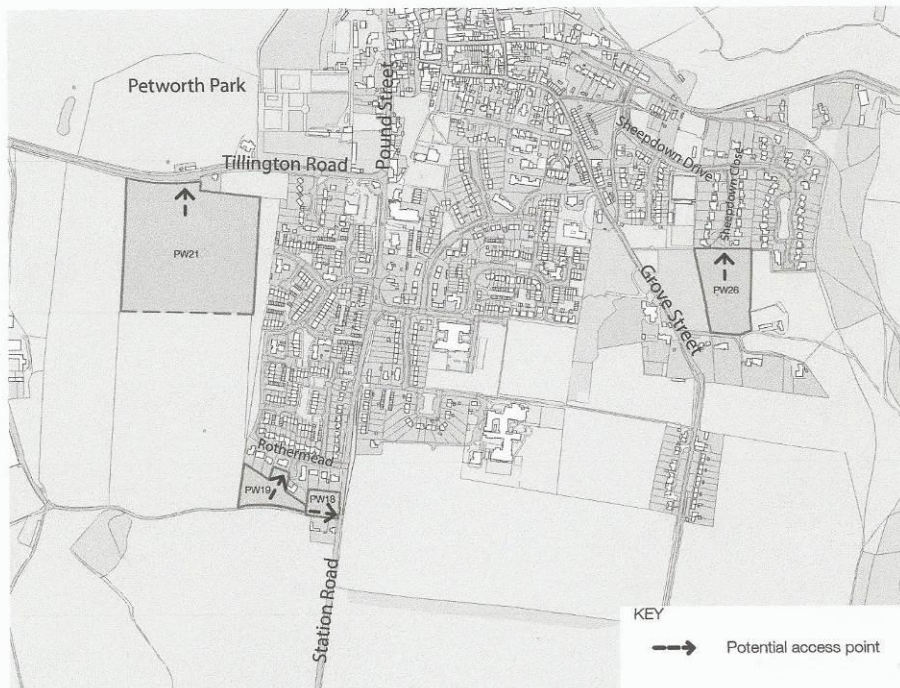 Petworth Park
Pound Street
Tillington Road
Sheepdown Drive
Sheepdown Close
PW21
PW26
Grove Street
Rothermead
PW19
PW18
Station Road
KEY
Potential access point